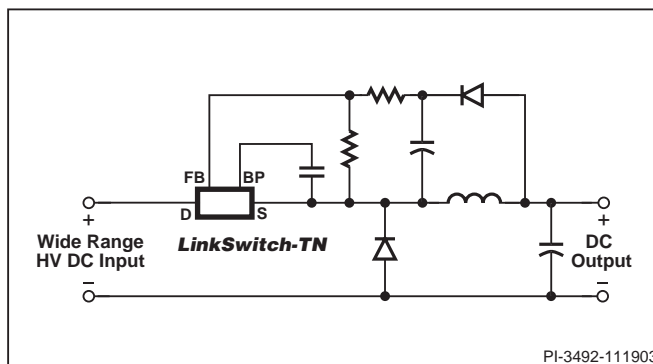 FB
BP
D
S
+
Wide Range
HV DC Input
LinkSwitch-TN
+
DC
Output
−
−
PI-3492-111903